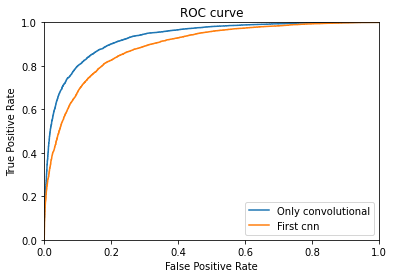 ROC curve
1.0
0.8
0.6
0.4
0.2
0.0
True Positive Rate
Only convolutional
First cnn
0.0 0.2 0.4 0.6 0.8 1.0
False Positive Rate